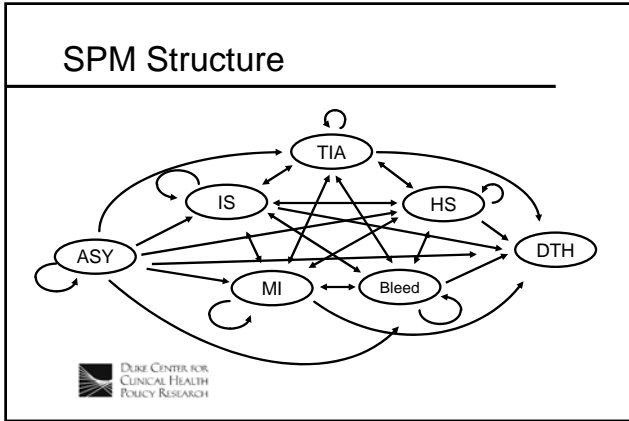 SPM Structure
TIA
IS
HS
ASY
DTH
MI
Bleed
DUKE CENTER FOR
CLINICAL HEALTH
POLICY RESEARCH